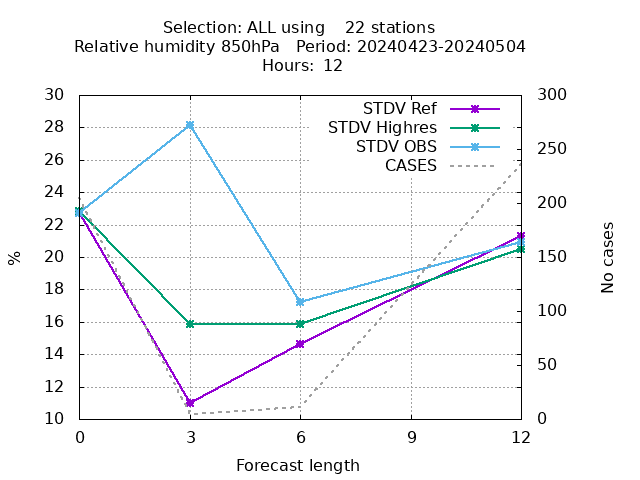 Selection: ALL using    22 stations
Relative humidity 850hPa   Period: 20240423-20240504
Hours: 12
STDV Ref
STDV Highres
STDV OBS
CASES
%
30
28
26
24
22
20
18
16
14
12
10
300
250
200
150
100
50
0
No cases
0 3 6 9 12
Forecast length